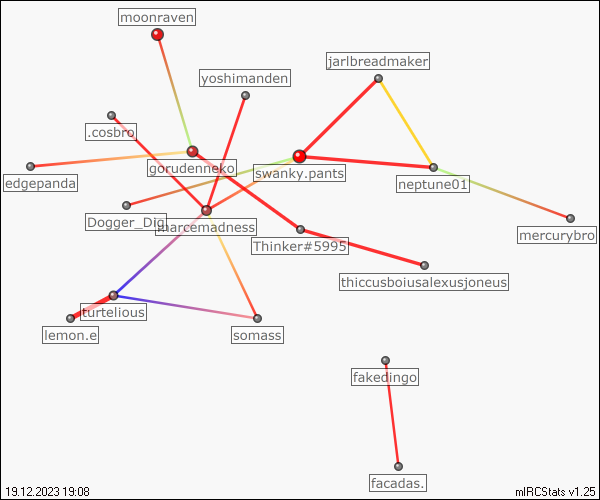 moonraven
jarlbreadmaker
yoshimanden
.cosbro
gorudenneko
swanky.pants
edgepanda
neptune01
Dogger_Dig
marcemadness
mercurybro
Thinker#5995
thiccusboiusalexusjoneus
turtelious
lemon.e
somass
fakedingo
facadas.
19.12.2023 19:08
mIRCStats v1.25